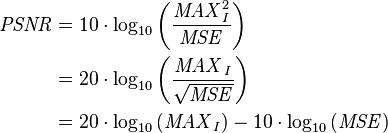 PSNR = 10 · log₁₀ ( MAX_I² / MSE )
= 20 · log₁₀ ( MAX_I / √MSE )
= 20 · log₁₀ (MAX_I) − 10 · log₁₀ (MSE)